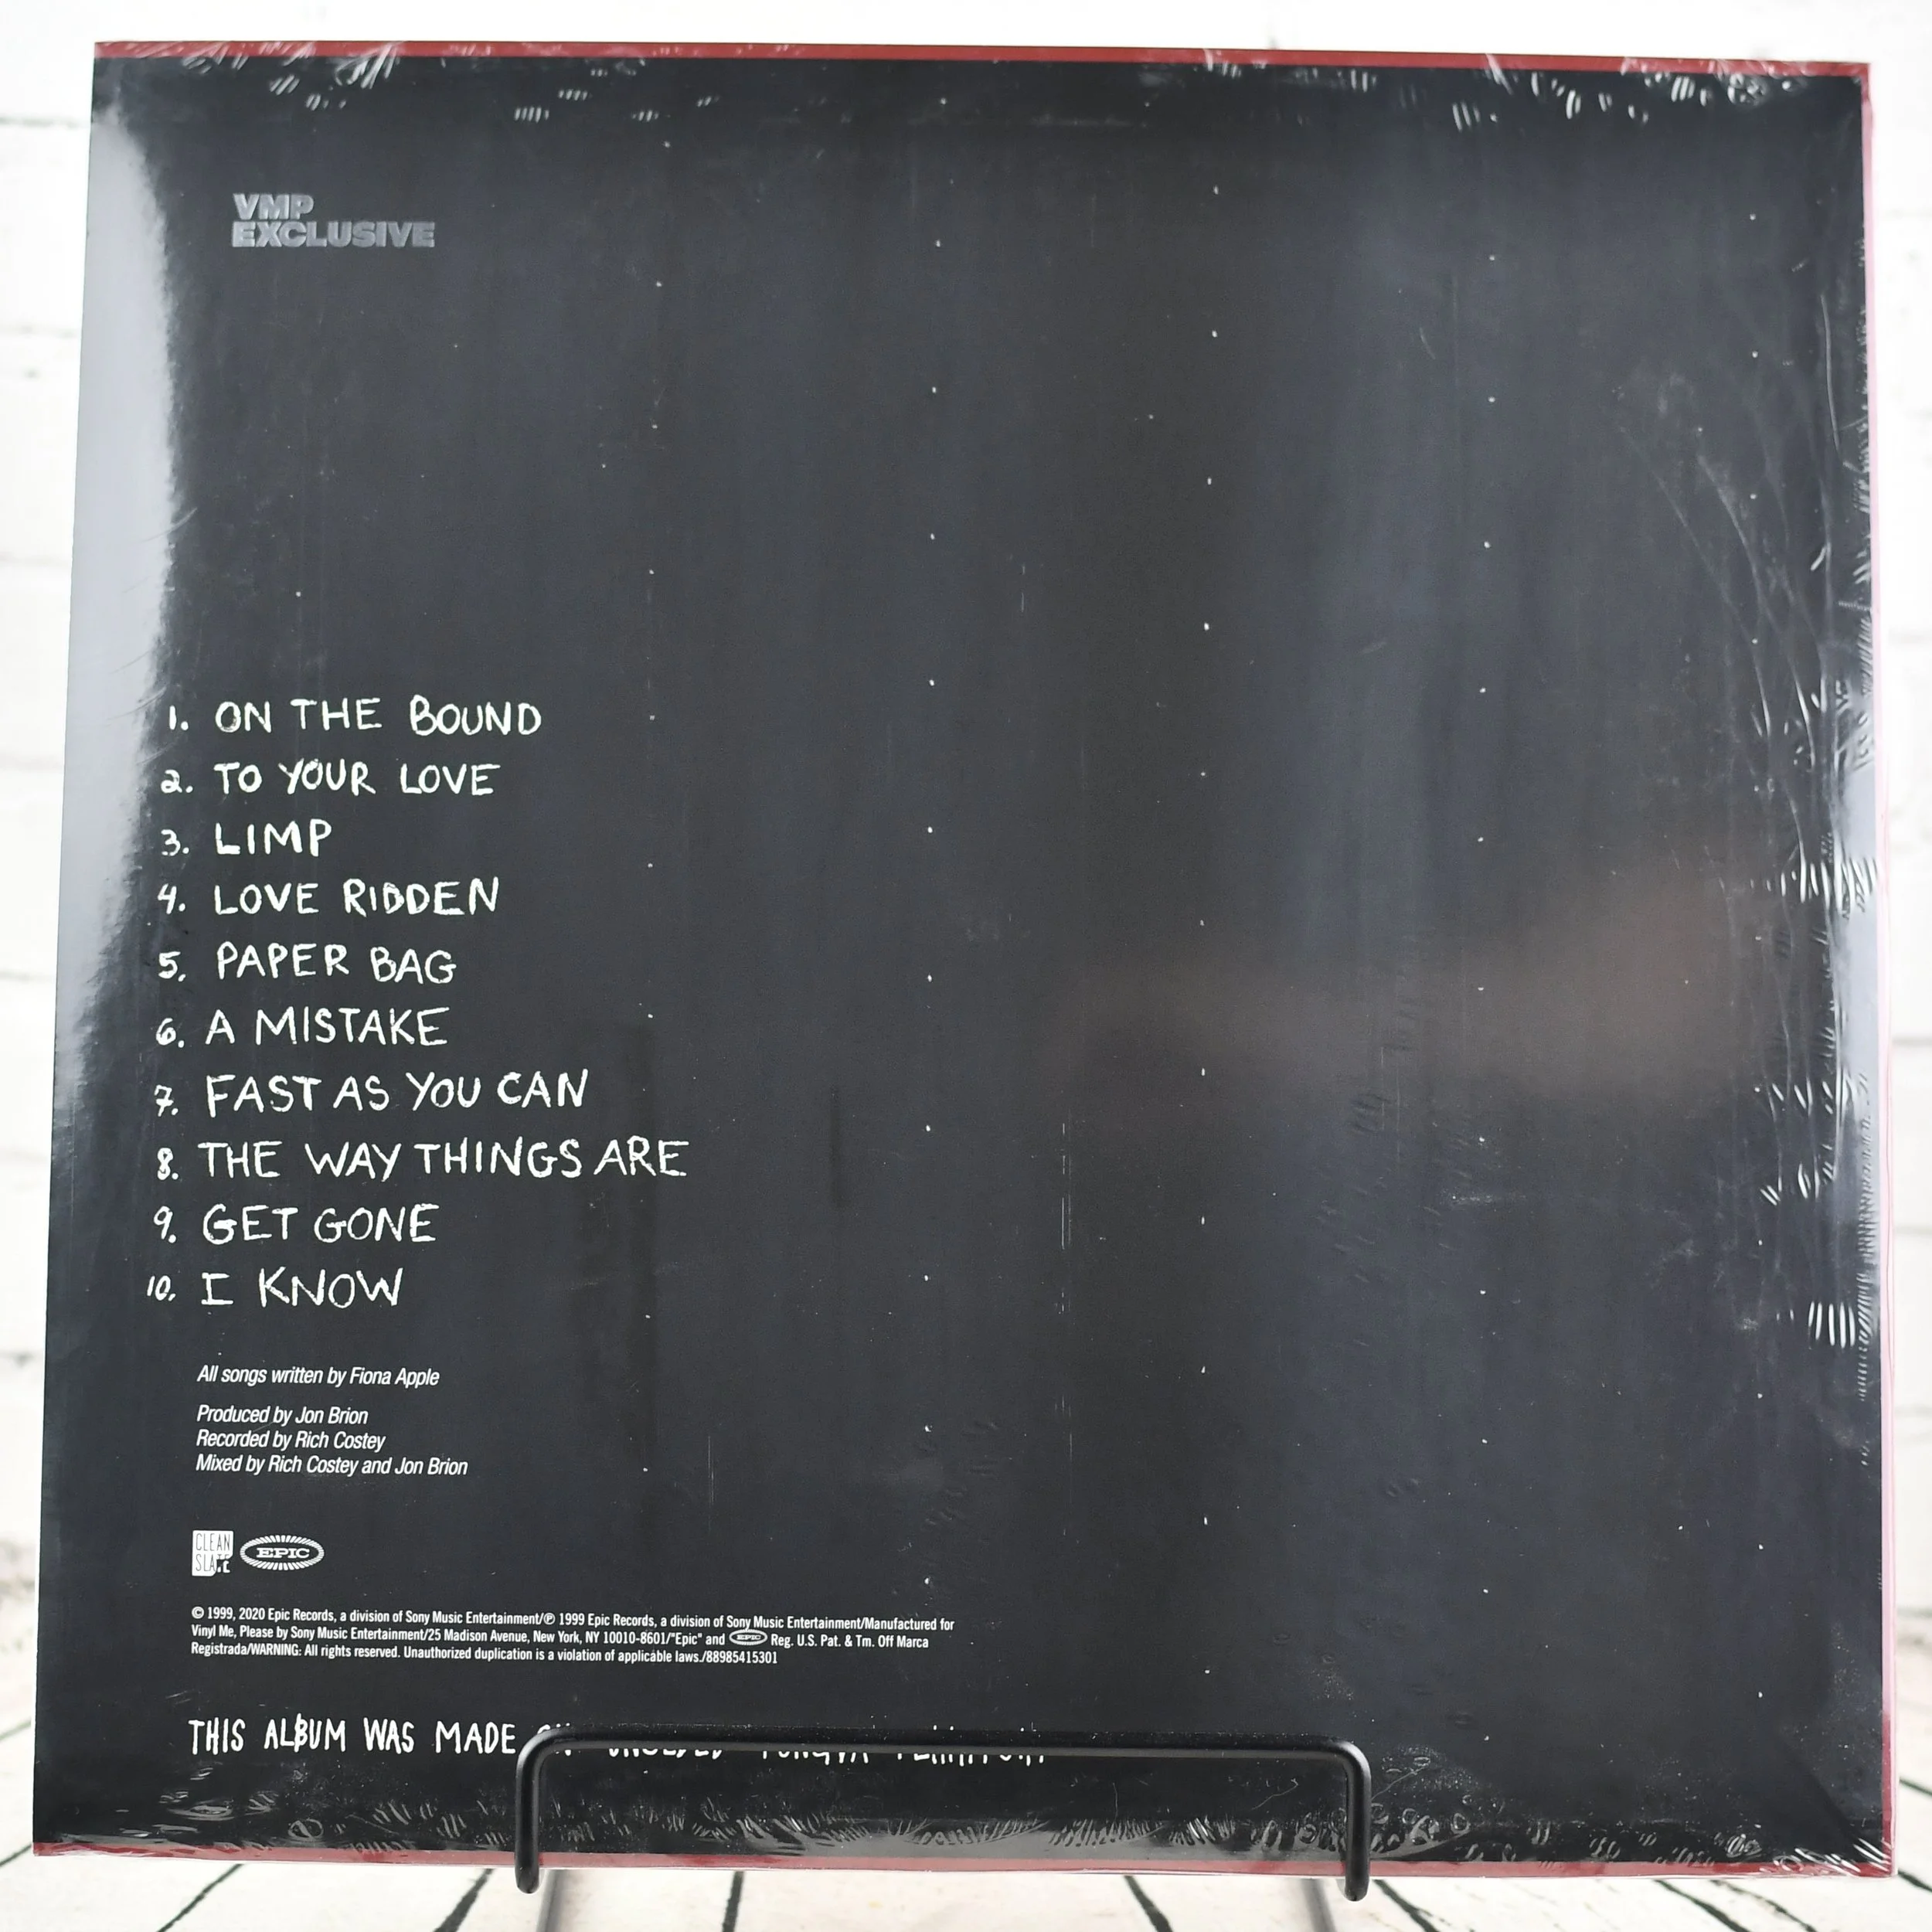 VMP
EXCLUSIVE
1. ON THE BOUND
2. TO YOUR LOVE
3. LIMP
4. LOVE RIDDEN
5. PAPER BAG
6. A MISTAKE
7. FAST AS YOU CAN
8. THE WAY THINGS ARE
9. GET GONE
10. I KNOW
All songs written by Fiona Apple
Produced by Jon Brion
Recorded by Rich Costey
Mixed by Rich Costey and Jon Brion
CLEAN
SLATE
EPIC
© 1999, 2020 Epic Records, a division of Sony Music Entertainment/℗ 1999 Epic Records, a division of Sony Music Entertainment/Manufactured for
Vinyl Me, Please by Sony Music Entertainment/25 Madison Avenue, New York, NY 10010-8601/"Epic" and EPIC Reg. U.S. Pat. & Tm. Off Marca
Registrada/WARNING: All rights reserved. Unauthorized duplication is a violation of applicable laws./88985415301
THIS ALBUM WAS MADE